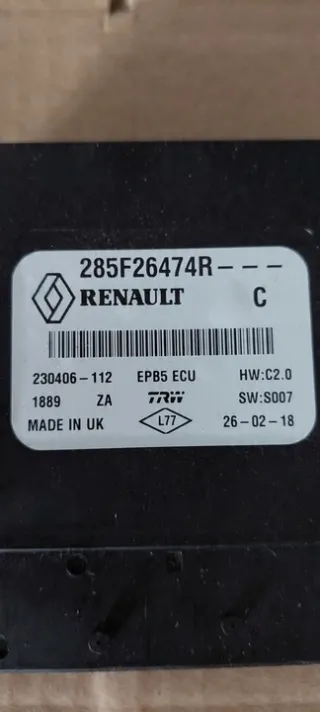 285F26474R---
RENAULT C
230406-112 EPB5 ECU HW:C2.0
1889 ZA TRW SW:S007
MADE IN UK L77 26-02-18